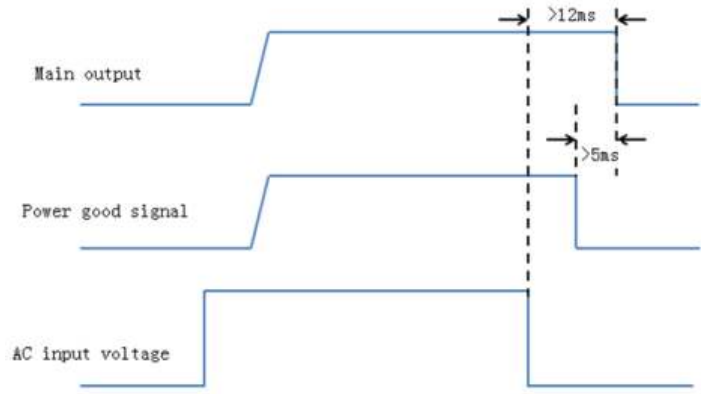 >12ms
Main output
>5ms
Power good signal
AC input voltage